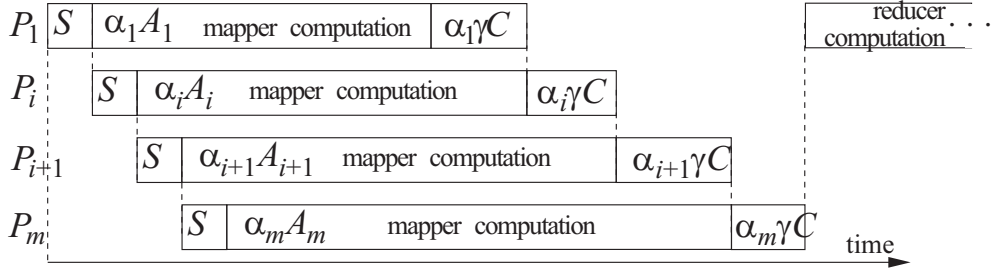 P₁ S α₁A₁ mapper computation α₁γC reducer computation . . .
Pᵢ S αᵢAᵢ mapper computation αᵢγC
Pᵢ₊₁ S αᵢ₊₁Aᵢ₊₁ mapper computation αᵢ₊₁γC
Pₘ S αₘAₘ mapper computation αₘγC
time